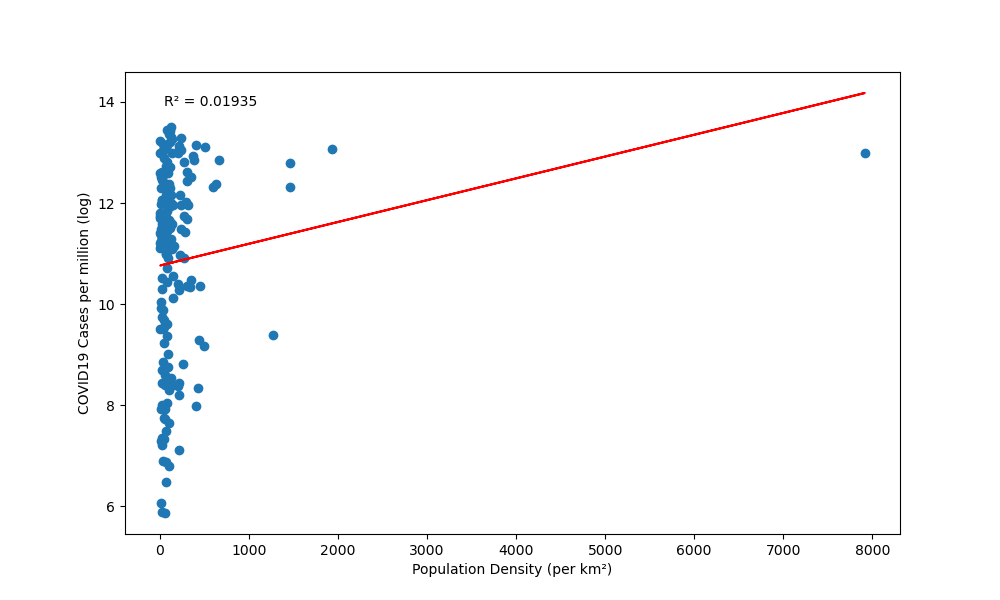 R² = 0.01935
COVID19 Cases per million (log)
14
12
10
8
6
0 1000 2000 3000 4000 5000 6000 7000 8000
Population Density (per km²)